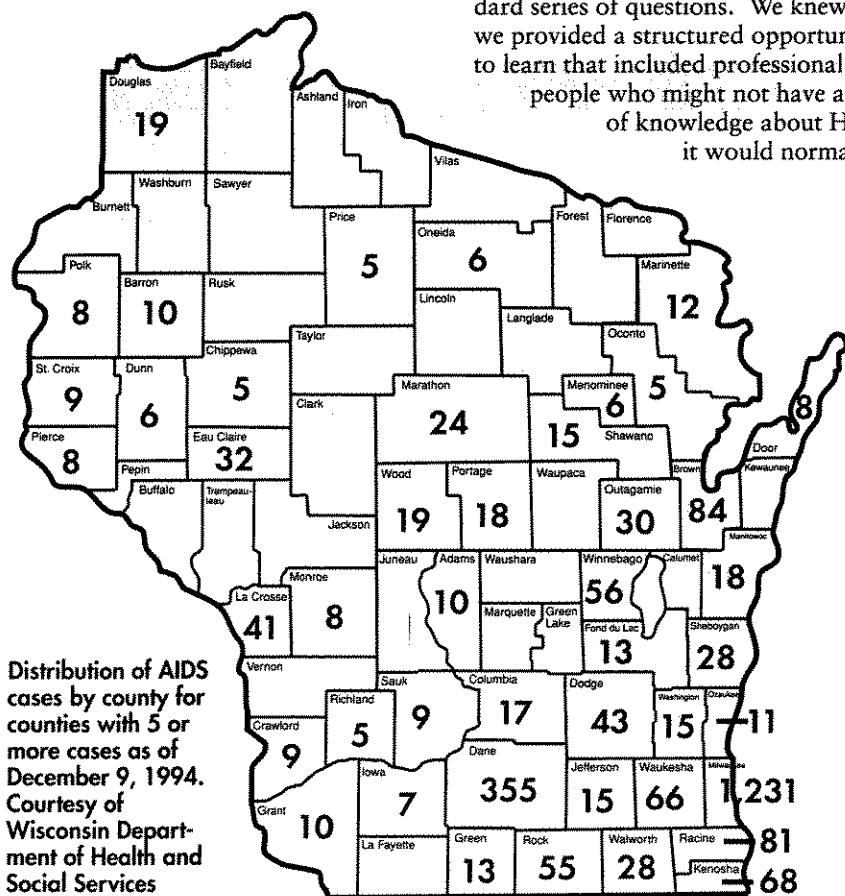 dard series of questions. We knew
we provided a structured opportun
to learn that included professional
people who might not have a
of knowledge about H
it would norma
Douglas
19
Bayfield
Ashland
Iron
Vilas
Burnett
Washburn
Sawyer
Price
5
Oneida
6
Forest
Florence
Marinette
12
Polk
8
Barron
10
Rusk
Lincoln
Langlade
Taylor
Oconto
5
Chippewa
5
St. Croix
9
Dunn
6
Marathon
24
Menominee
6
Clark
15
Shawano
8
Door
Pierce
8
Eau Claire
32
Pepin
Buffalo
Trempeau-
leau
Wood
19
Portage
18
Waupaca
Outagamie
30
Brown
84
Kewaunee
Jackson
Manitowoc
18
Juneau
Adams
10
Waushara
Winnebago
56
Calumet
Monroe
8
La Crosse
41
Marquette
Green
Lake
Fond du Lac
13
Sheboygan
28
Vernon
Sauk
9
Columbia
17
Dodge
43
Washington
15
Ozaukee
11
Richland
5
Crawford
9
Dane
355
Iowa
7
Jefferson
15
Waukesha
66
Milwaukee
1,231
Grant
10
La Fayette
Green
13
Rock
55
Walworth
28
Racine
81
Kenosha
68
Distribution of AIDS
cases by county for
counties with 5 or
more cases as of
December 9, 1994.
Courtesy of
Wisconsin Depart-
ment of Health and
Social Services